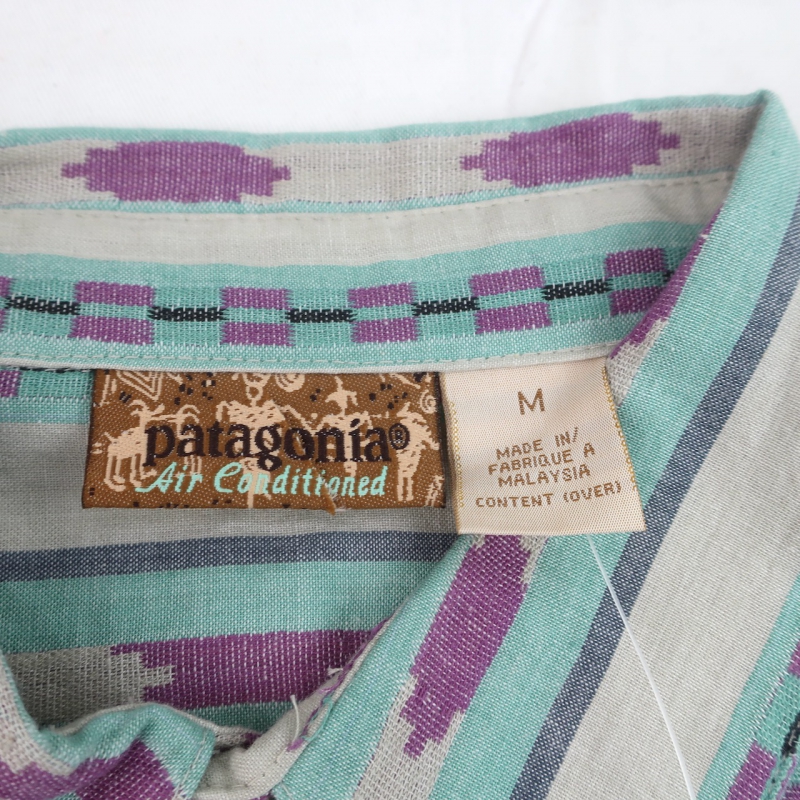 patagonia®
Air Conditioned
M
MADE IN/
FABRIQUE A
MALAYSIA
CONTENT (OVER)